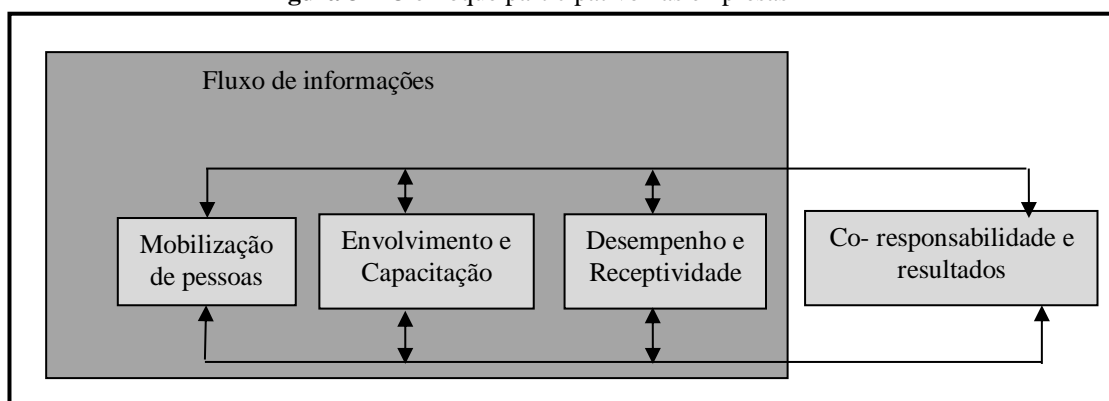 Fluxo de informações
Mobilização
de pessoas
Envolvimento e
Capacitação
Desempenho e
Receptividade
Co- responsabilidade e
resultados